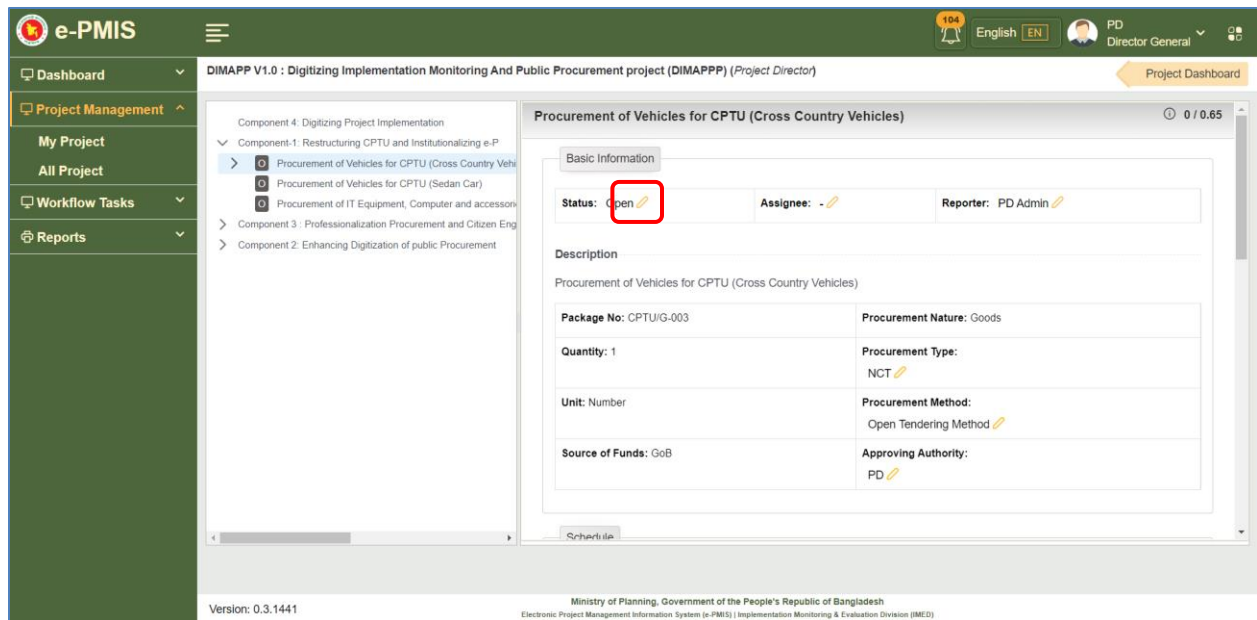 e-PMIS
104
English EN
PD
Director General
Dashboard
Project Management
My Project
All Project
Workflow Tasks
Reports
DIMAPP V1.0 : Digitizing Implementation Monitoring And Public Procurement project (DIMAPPP) (Project Director)
Project Dashboard
Component 4: Digitizing Project Implementation
Component-1: Restructuring CPTU and Institutionalizing e-P
O Procurement of Vehicles for CPTU (Cross Country Vehi
O Procurement of Vehicles for CPTU (Sedan Car)
O Procurement of IT Equipment, Computer and accessori
Component 3 : Professionalization Procurement and Citizen Eng
Component 2: Enhancing Digitization of public Procurement
Procurement of Vehicles for CPTU (Cross Country Vehicles)
0 / 0.65
Basic Information
Status: Open
Assignee: -
Reporter: PD Admin
Description
Procurement of Vehicles for CPTU (Cross Country Vehicles)
Package No: CPTU/G-003
Procurement Nature: Goods
Quantity: 1
Procurement Type:
NCT
Unit: Number
Procurement Method:
Open Tendering Method
Source of Funds: GoB
Approving Authority:
PD
Schedule
Version: 0.3.1441
Ministry of Planning, Government of the People's Republic of Bangladesh
Electronic Project Management Information System (e-PMIS) | Implementation Monitoring & Evaluation Division (IMED)